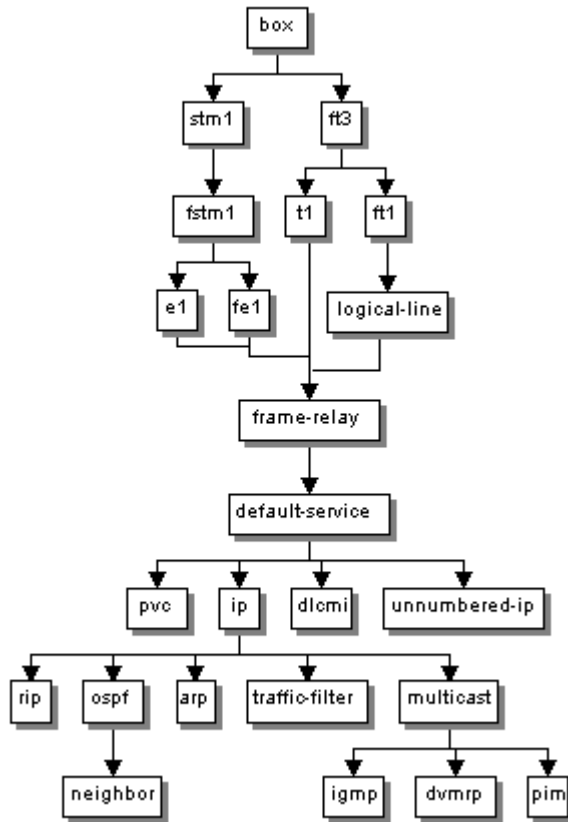 box
stm1
ft3
fstm1
t1
ft1
e1
fe1
logical-line
frame-relay
default-service
pvc
ip
dlcmi
unnumbered-ip
rip
ospf
arp
traffic-filter
multicast
neighbor
igmp
dvmrp
pim